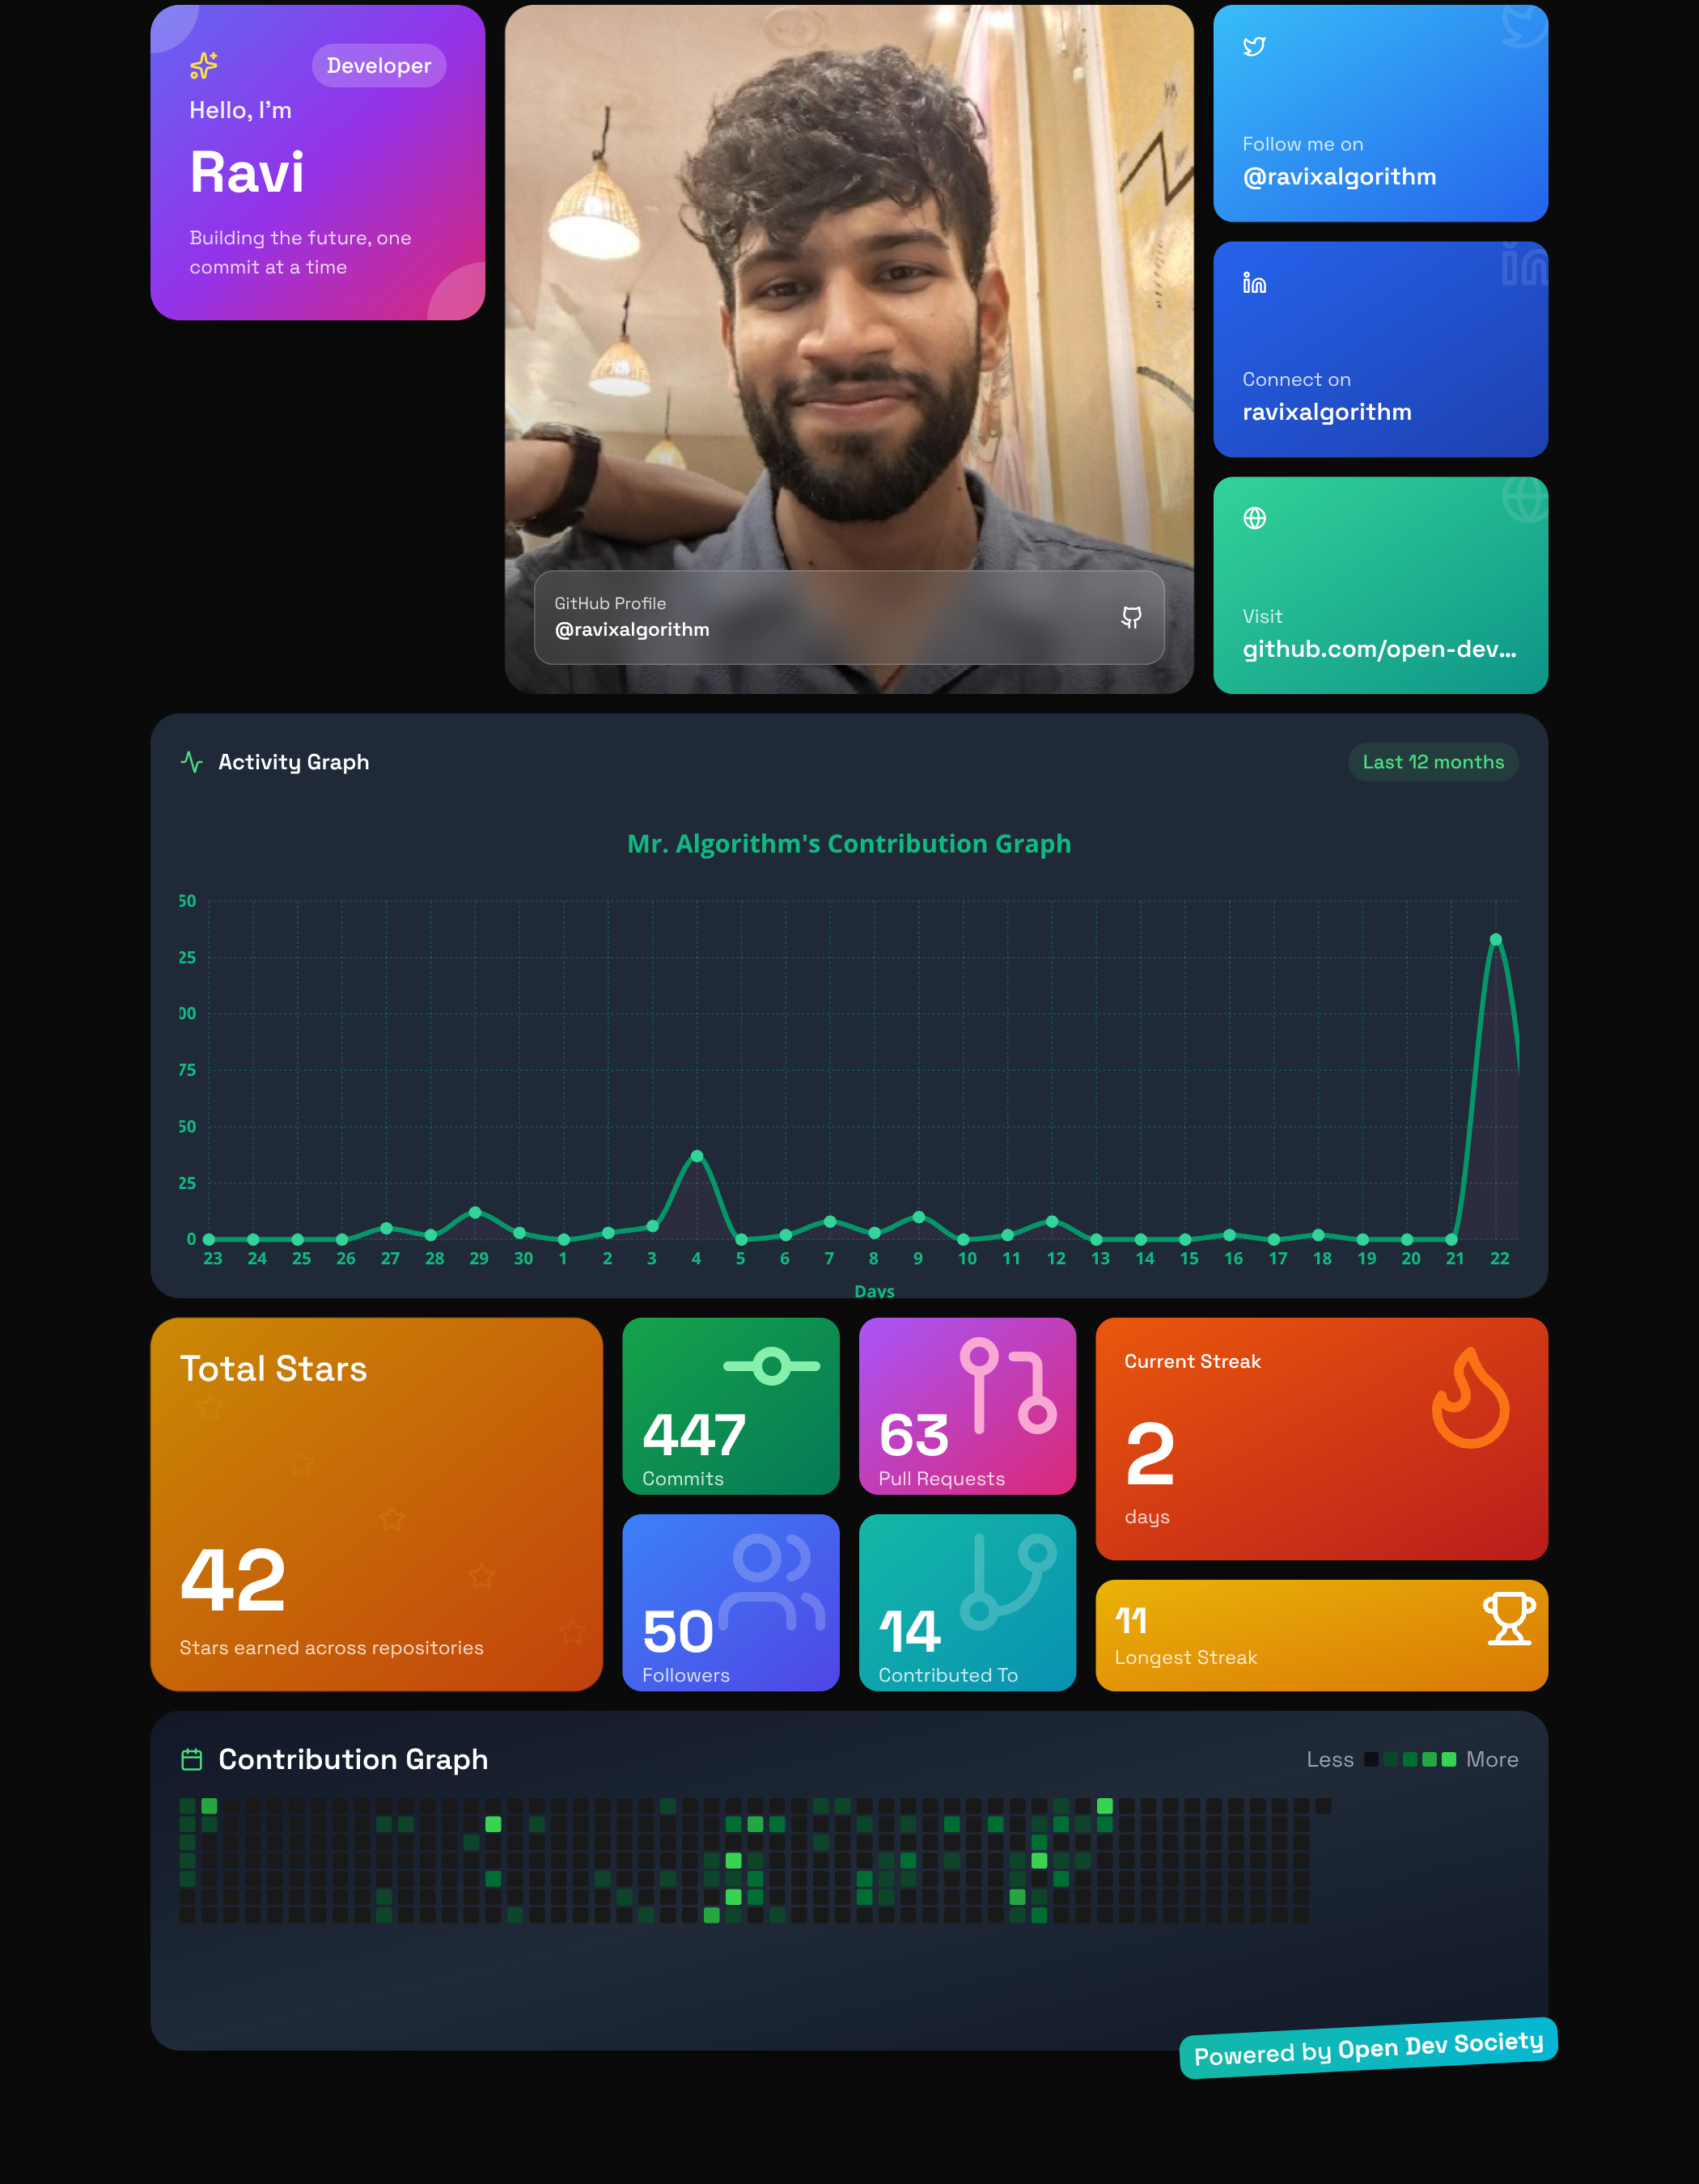 Developer
Hello, I'm
Ravi
Building the future, one
commit at a time
GitHub Profile
@ravixalgorithm
Follow me on
@ravixalgorithm
Connect on
ravixalgorithm
Visit
github.com/open-dev...
Activity Graph
Last 12 months
Mr. Algorithm's Contribution Graph
50
25
00
75
50
25
0
23 24 25 26 27 28 29 30 1 2 3 4 5 6 7 8 9 10 11 12 13 14 15 16 17 18 19 20 21 22
Days
Total Stars
42
Stars earned across repositories
447
Commits
63
Pull Requests
50
Followers
14
Contributed To
Current Streak
2
days
11
Longest Streak
Contribution Graph
Less More
Powered by Open Dev Society